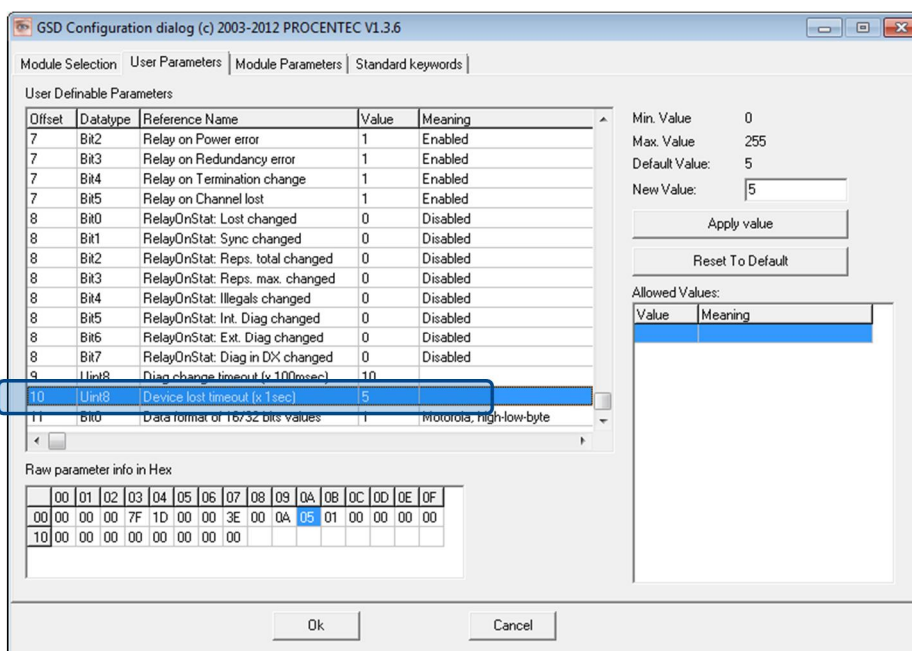 GSD Configuration dialog (c) 2003-2012 PROCENTEC V1.3.6
Module Selection User Parameters Module Parameters Standard keywords
User Definable Parameters
Offset Datatype Reference Name Value Meaning
7 Bit2 Relay on Power error 1 Enabled
7 Bit3 Relay on Redundancy error 1 Enabled
7 Bit4 Relay on Termination change 1 Enabled
7 Bit5 Relay on Channel lost 1 Enabled
8 Bit0 RelayOnStat: Lost changed 0 Disabled
8 Bit1 RelayOnStat: Sync changed 0 Disabled
8 Bit2 RelayOnStat: Reps. total changed 0 Disabled
8 Bit3 RelayOnStat: Reps. max. changed 0 Disabled
8 Bit4 RelayOnStat: Illegals changed 0 Disabled
8 Bit5 RelayOnStat: Int. Diag changed 0 Disabled
8 Bit6 RelayOnStat: Ext. Diag changed 0 Disabled
8 Bit7 RelayOnStat: Diag in DX changed 0 Disabled
9 Uint8 Diag change timeout (x 100msec) 10
10 Uint8 Device lost timeout (x 1sec) 5
11 Bit0 Data format of 16/32 bits values 1 Motorola, high-low-byte
Min. Value 0
Max. Value 255
Default Value: 5
New Value: 5
Apply value
Reset To Default
Allowed Values:
Value Meaning
Raw parameter info in Hex
00 01 02 03 04 05 06 07 08 09 0A 0B 0C 0D 0E 0F
00 00 00 00 7F 1D 00 00 3E 00 0A 05 01 00 00 00 00
10 00 00 00 00 00 00 00
Ok Cancel